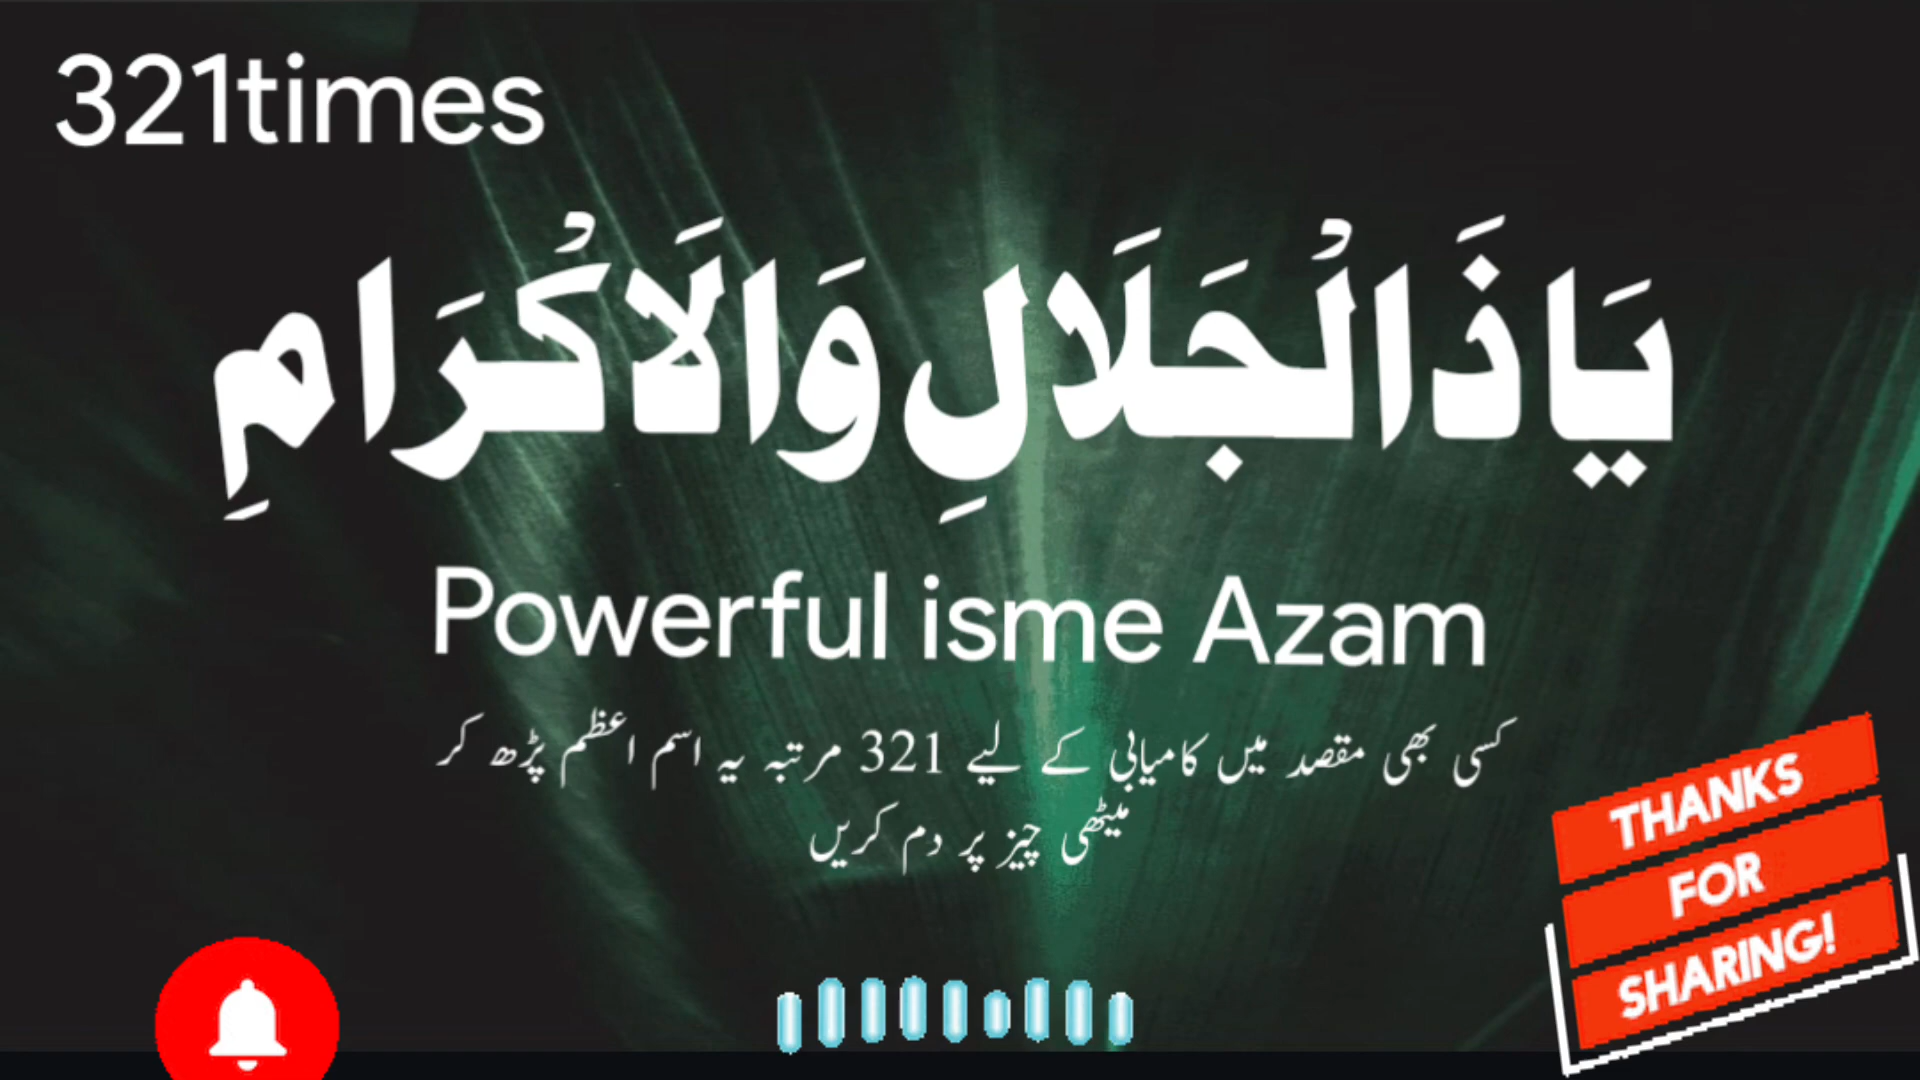 321times
يَا ذَالْجَلَالِ وَالَاكْرَامِ
Powerful isme Azam
کسی بھی مقصد میں کامیابی کے لیے 321 مرتبہ یہ اسم اعظم پڑھ کر
میٹھی چیز پر دم کریں
THANKS
FOR
SHARING!